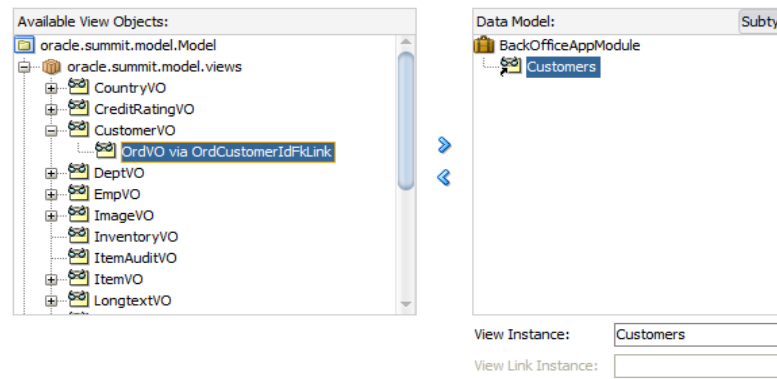 Available View Objects:
oracle.summit.model.Model
oracle.summit.model.views
CountryVO
CreditRatingVO
CustomerVO
OrdVO via OrdCustomerIdFkLink
DeptVO
EmpVO
ImageVO
InventoryVO
ItemAuditVO
ItemVO
LongtextVO
Data Model:
Subty
BackOfficeAppModule
Customers
View Instance:
Customers
View Link Instance: